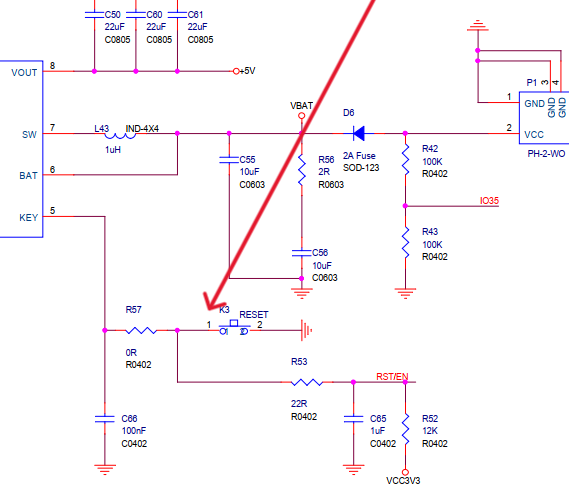 C50
22uF
C0805
C60
22uF
C0805
C61
22uF
C0805
VOUT
8
+5V
SW
7
L43
IND-4X4
1uH
BAT
6
KEY
5
VBAT
C55
10uF
C0603
R56
2R
R0603
C56
10uF
C0603
D6
2A Fuse
SOD-123
R42
100K
R0402
IO35
R43
100K
R0402
P1
3
4
1
GND
GND
GND
2
VCC
PH-2-WO
R57
0R
R0402
K3
RESET
1
2
1
2
R53
22R
R0402
RST/EN
C66
100nF
C0402
C65
1uF
C0402
R52
12K
R0402
VCC3V3